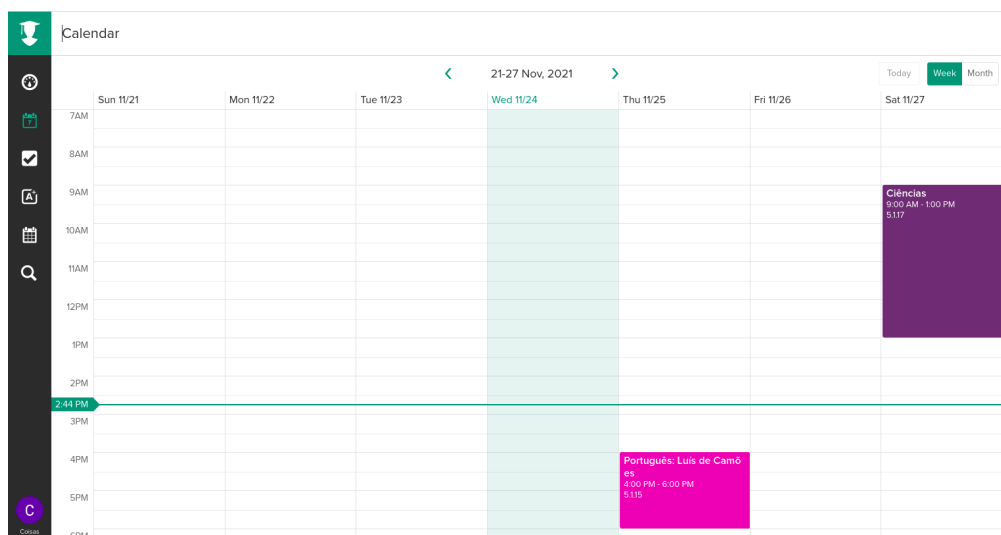 Calendar
21-27 Nov, 2021
Today
Week
Month
Sun 11/21
Mon 11/22
Tue 11/23
Wed 11/24
Thu 11/25
Fri 11/26
Sat 11/27
7AM
8AM
9AM
Ciências
9:00 AM - 1:00 PM
5.1.17
10AM
11AM
12PM
1PM
2PM
2:44 PM
3PM
4PM
Português: Luís de Camõ
es
4:00 PM - 6:00 PM
5.1.15
5PM
6PM
C
Coisas